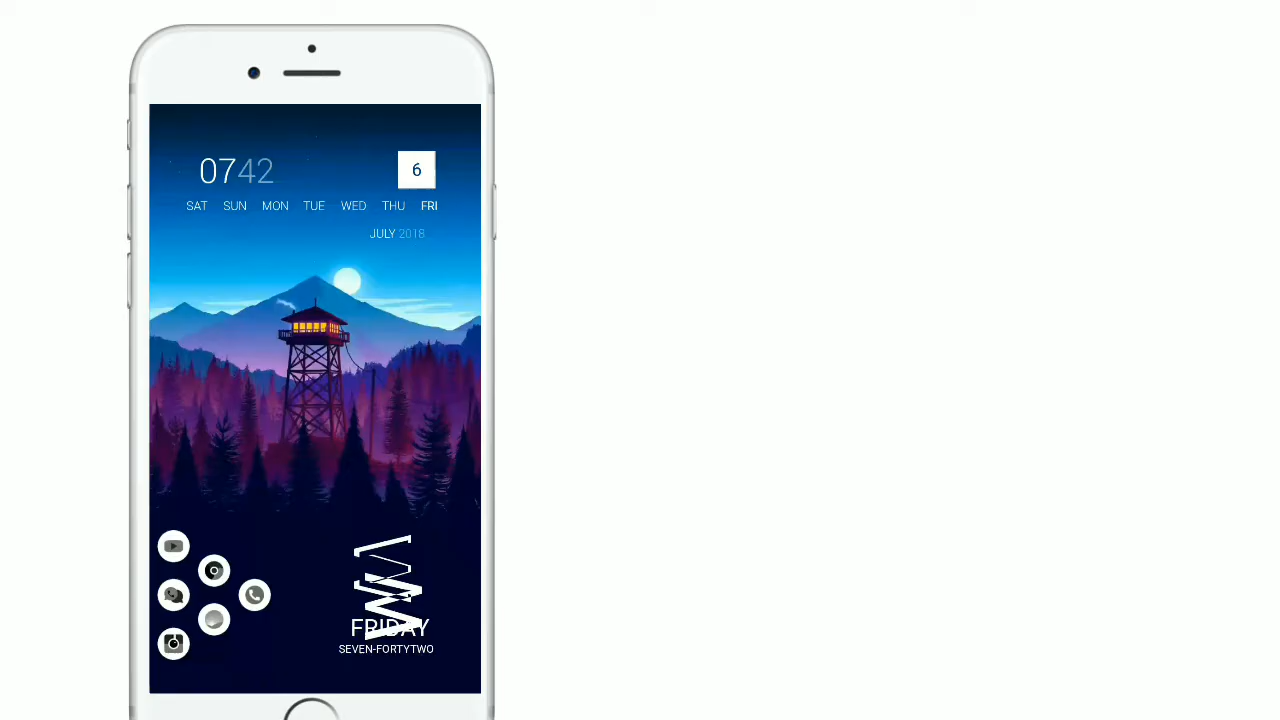 0742
6
SAT SUN MON TUE WED THU FRI
JULY 2018
FRIDAY
SEVEN-FORTYTWO